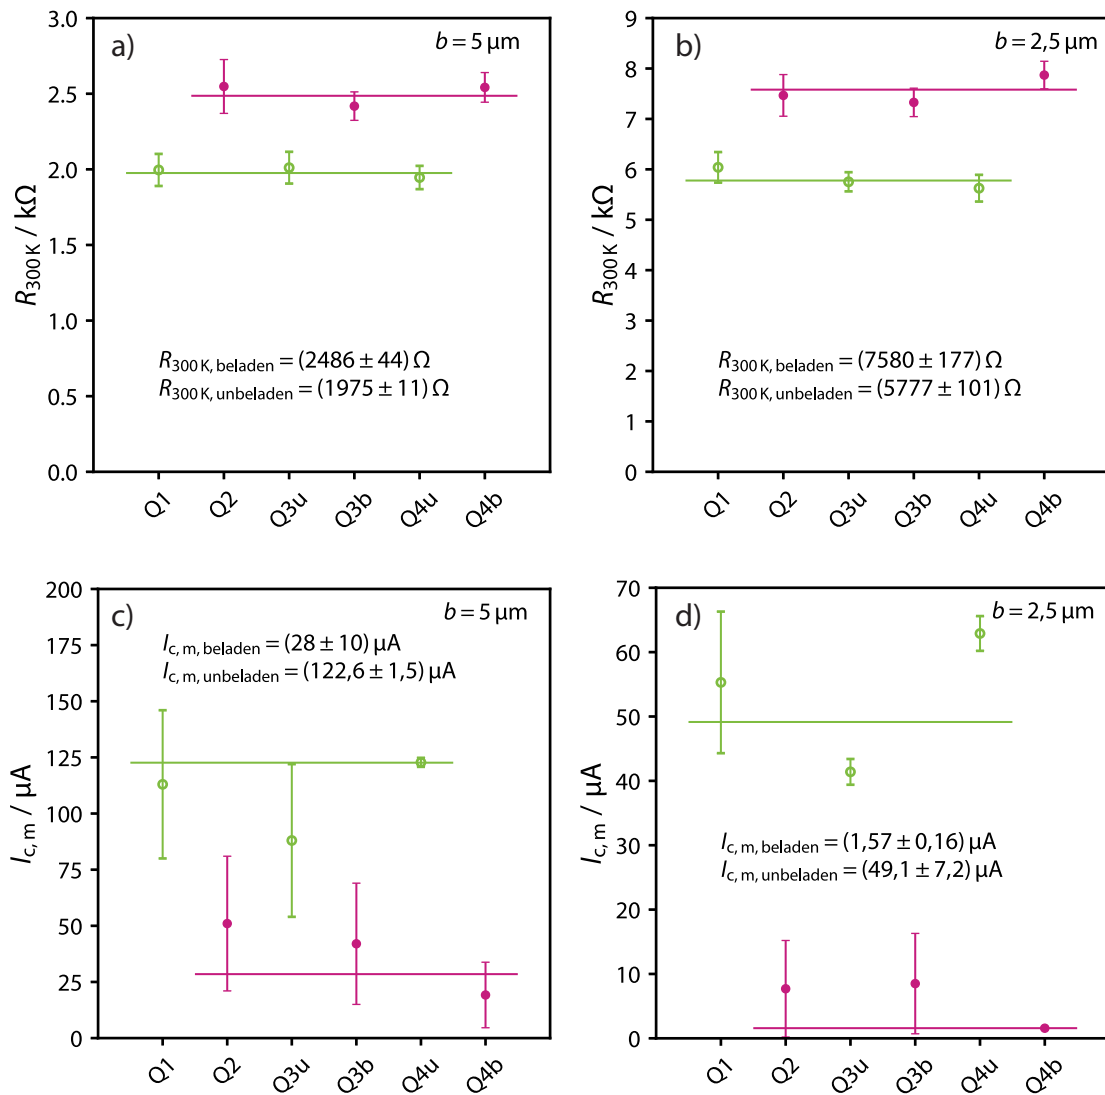 a)
b = 5 µm
R300 K / kΩ
3.0
2.5
2.0
1.5
1.0
0.5
0.0
R300 K, beladen = (2486 ± 44) Ω
R300 K, unbeladen = (1975 ± 11) Ω
Q1
Q2
Q3u
Q3b
Q4u
Q4b
b)
b = 2,5 µm
R300 K / kΩ
9
8
7
6
5
4
3
2
1
0
R300 K, beladen = (7580 ± 177) Ω
R300 K, unbeladen = (5777 ± 101) Ω
Q1
Q2
Q3u
Q3b
Q4u
Q4b
c)
b = 5 µm
Ic, m / µA
200
175
150
125
100
75
50
25
0
Ic, m, beladen = (28 ± 10) µA
Ic, m, unbeladen = (122,6 ± 1,5) µA
Q1
Q2
Q3u
Q3b
Q4u
Q4b
d)
b = 2,5 µm
Ic, m / µA
70
60
50
40
30
20
10
0
Ic, m, beladen = (1,57 ± 0,16) µA
Ic, m, unbeladen = (49,1 ± 7,2) µA
Q1
Q2
Q3u
Q3b
Q4u
Q4b